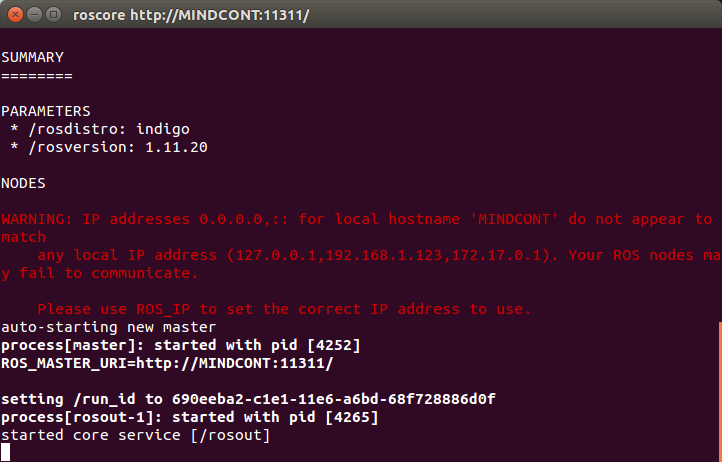 roscore http://MINDCONT:11311/
SUMMARY
========
PARAMETERS
 * /rosdistro: indigo
 * /rosversion: 1.11.20
NODES
WARNING: IP addresses 0.0.0.0,:: for local hostname 'MINDCONT' do not appear to
match
    any local IP address (127.0.0.1,192.168.1.123,172.17.0.1). Your ROS nodes ma
y fail to communicate.
    Please use ROS_IP to set the correct IP address to use.
auto-starting new master
process[master]: started with pid [4252]
ROS_MASTER_URI=http://MINDCONT:11311/
setting /run_id to 690eeba2-c1e1-11e6-a6bd-68f728886d0f
process[rosout-1]: started with pid [4265]
started core service [/rosout]